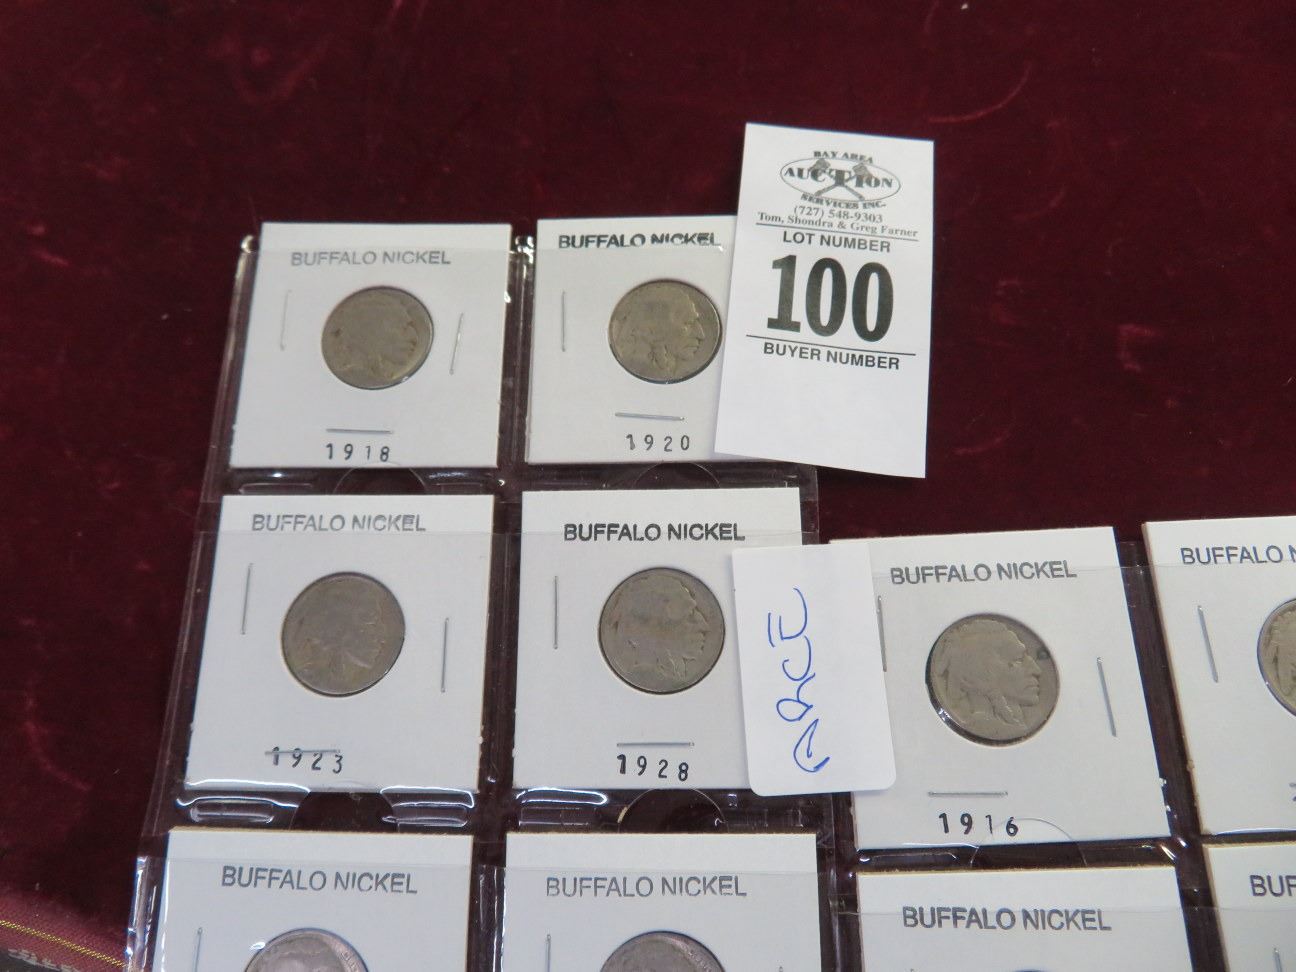 BAY AREA
AUCTION
SERVICES INC.
(727) 548-9303
Tom, Shondra & Greg Farner
LOT NUMBER
100
BUYER NUMBER
BUFFALO NICKEL
1918
BUFFALO NICKEL
1920
BUFFALO NICKEL
1923
BUFFALO NICKEL
1928
BUFFALO NICKEL
1916
BUFFALO N
BUFFALO NICKEL
BUFFALO NICKEL
BUFFALO NICKEL
BUF